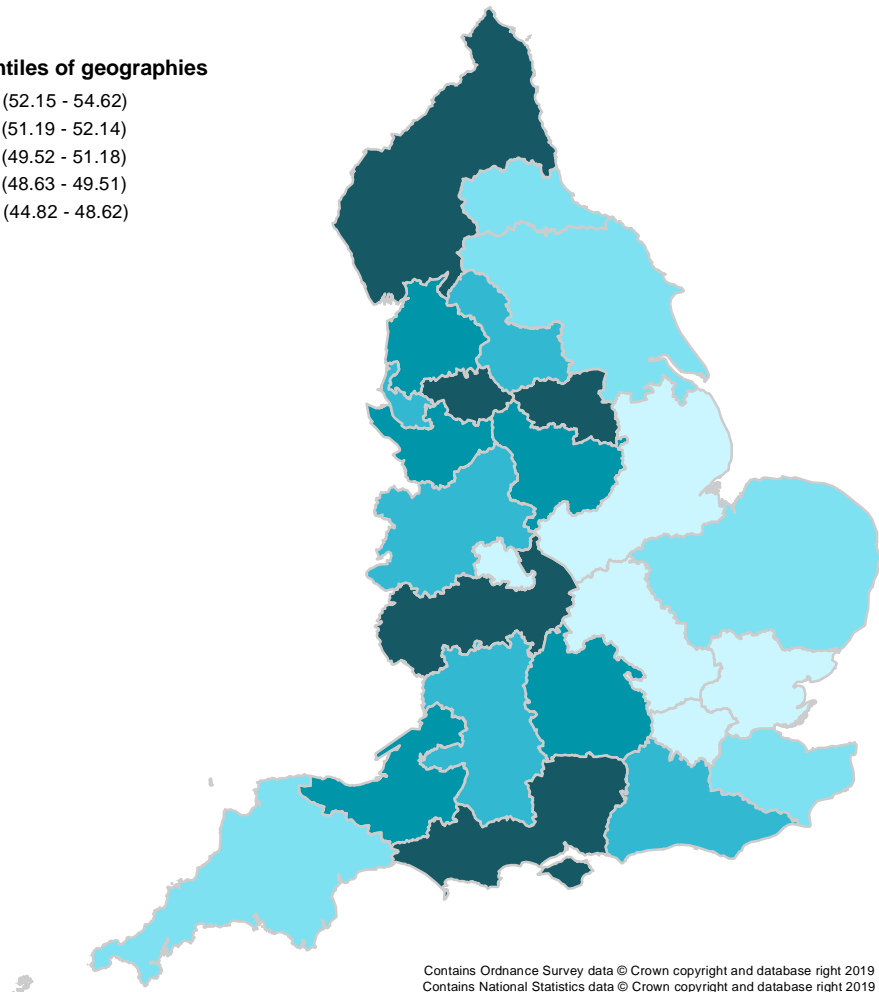 ntiles of geographies
(52.15 - 54.62)
(51.19 - 52.14)
(49.52 - 51.18)
(48.63 - 49.51)
(44.82 - 48.62)
Contains Ordnance Survey data © Crown copyright and database right 2019
Contains National Statistics data © Crown copyright and database right 2019